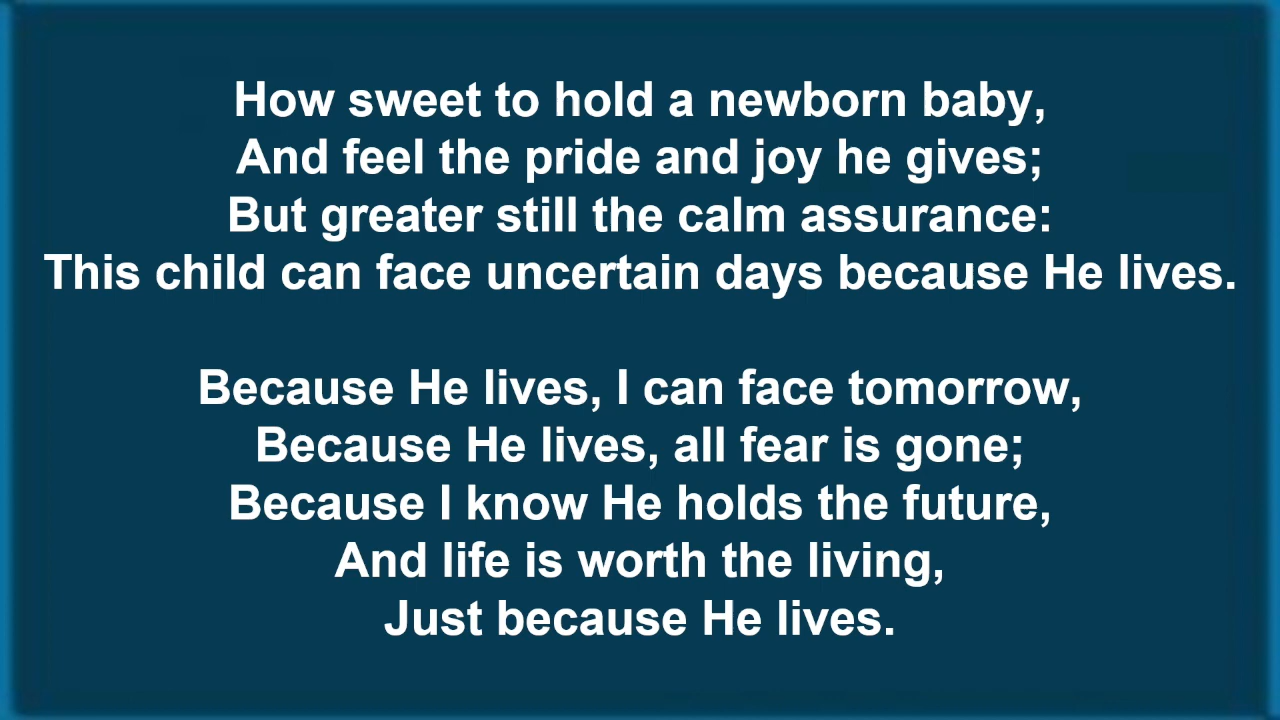 How sweet to hold a newborn baby,
And feel the pride and joy he gives;
But greater still the calm assurance:
This child can face uncertain days because He lives.

Because He lives, I can face tomorrow,
Because He lives, all fear is gone;
Because I know He holds the future,
And life is worth the living,
Just because He lives.